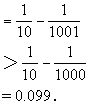 = 1/10 - 1/1001
> 1/10 - 1/1000
= 0.099.